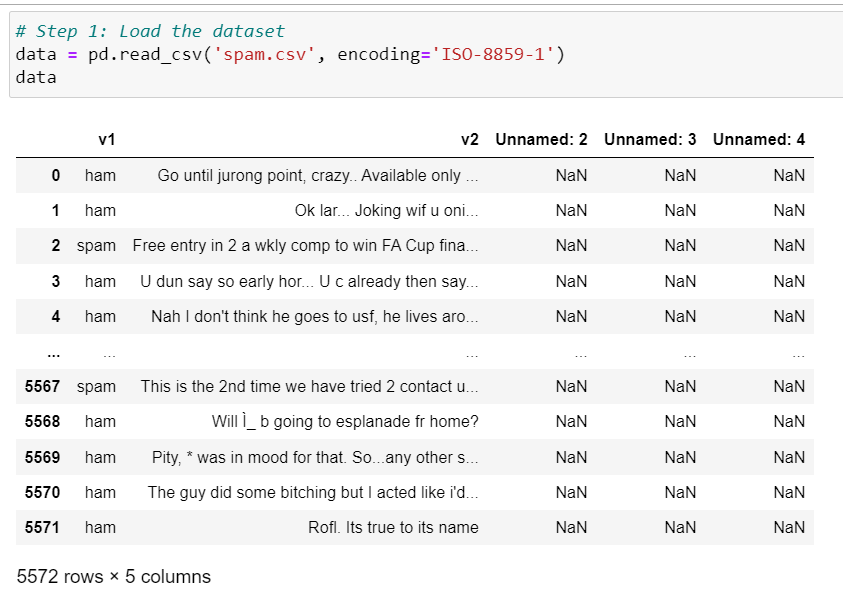 # Step 1: Load the dataset
data = pd.read_csv('spam.csv', encoding='ISO-8859-1')
data
v1 v2 Unnamed: 2 Unnamed: 3 Unnamed: 4
0 ham Go until jurong point, crazy.. Available only ... NaN NaN NaN
1 ham Ok lar... Joking wif u oni... NaN NaN NaN
2 spam Free entry in 2 a wkly comp to win FA Cup fina... NaN NaN NaN
3 ham U dun say so early hor... U c already then say... NaN NaN NaN
4 ham Nah I don't think he goes to usf, he lives aro... NaN NaN NaN
... ... ... ... ... ...
5567 spam This is the 2nd time we have tried 2 contact u... NaN NaN NaN
5568 ham Will Ì_ b going to esplanade fr home? NaN NaN NaN
5569 ham Pity, * was in mood for that. So...any other s... NaN NaN NaN
5570 ham The guy did some bitching but I acted like i'd... NaN NaN NaN
5571 ham Rofl. Its true to its name NaN NaN NaN
5572 rows × 5 columns